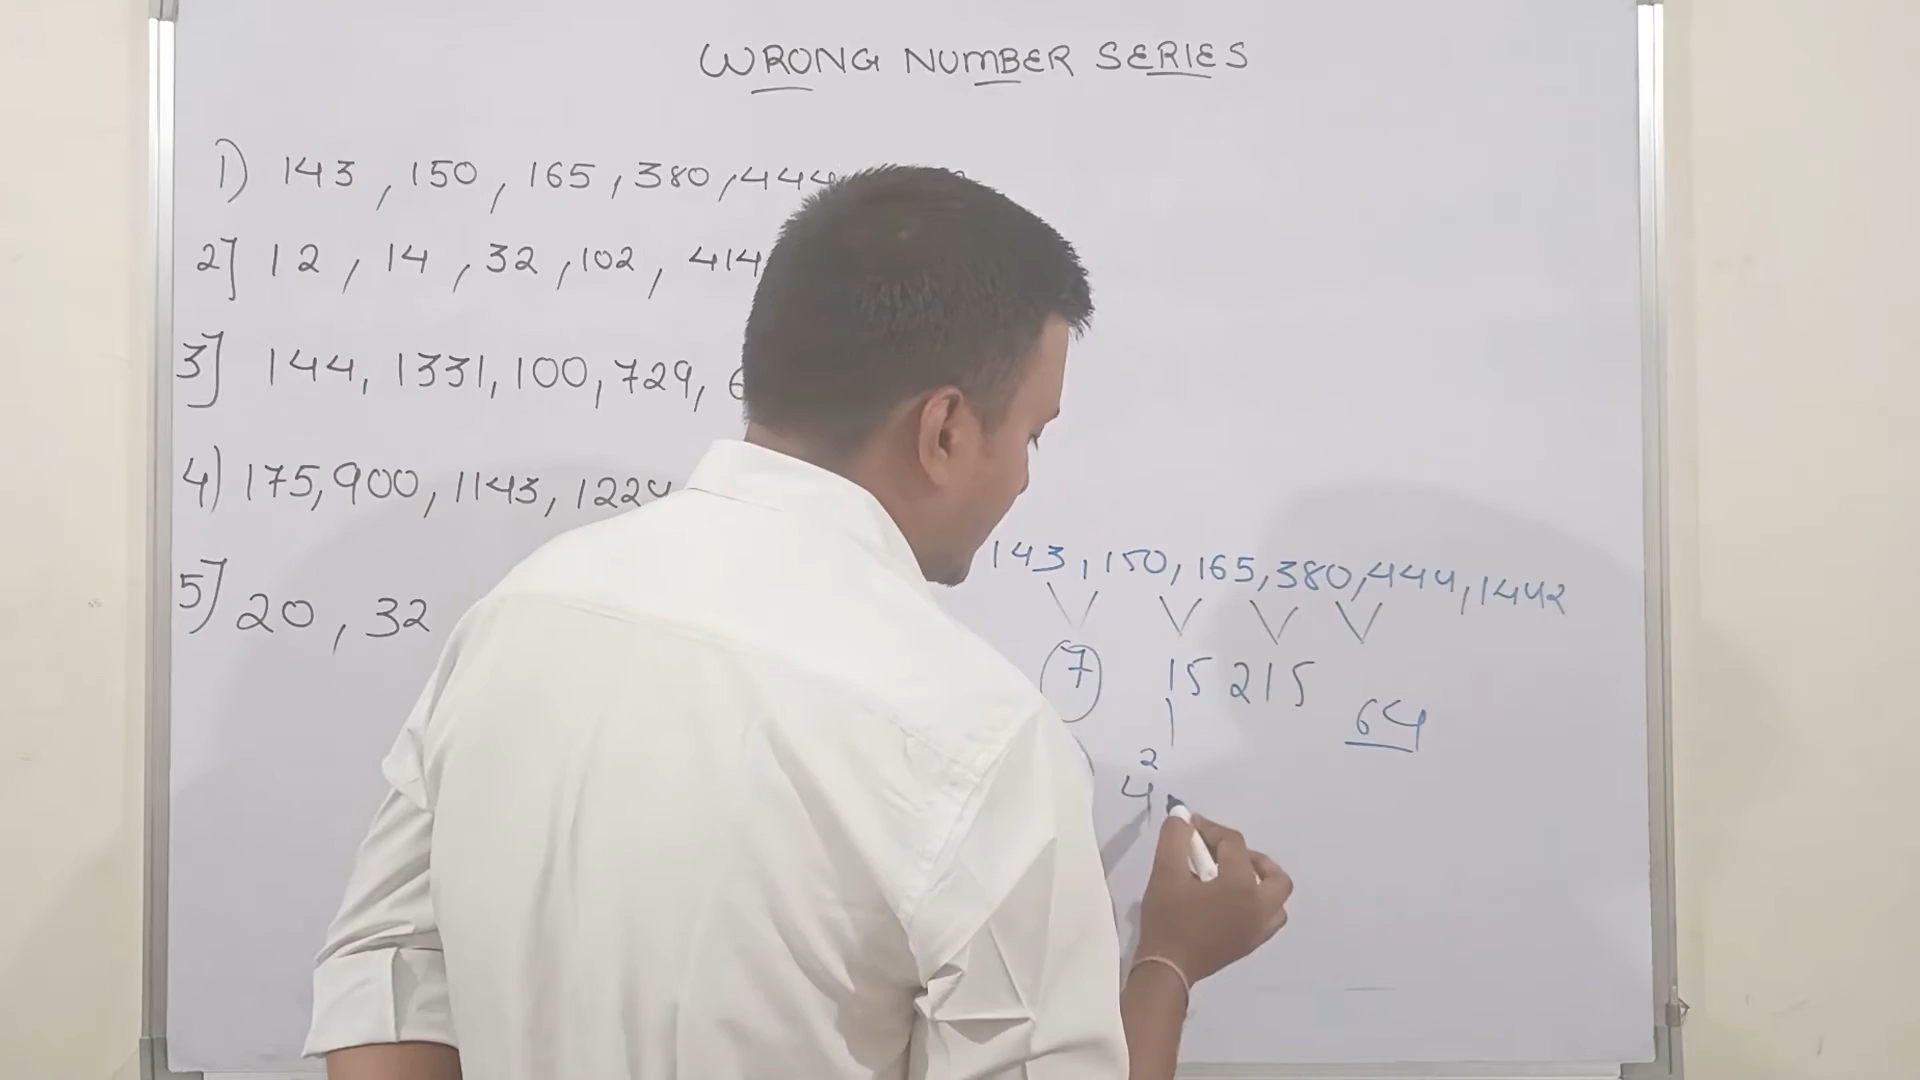 WRONG NUMBER SERIES
1) 143 , 150 , 165 , 380 , 444
2] 12 , 14 , 32 , 102 , 414
3] 144, 1331, 100, 729,
4) 175, 900, 1143, 1224
5] 20 , 32
143, 150, 165, 380, 444, 1442
7 15 215 64
2
4